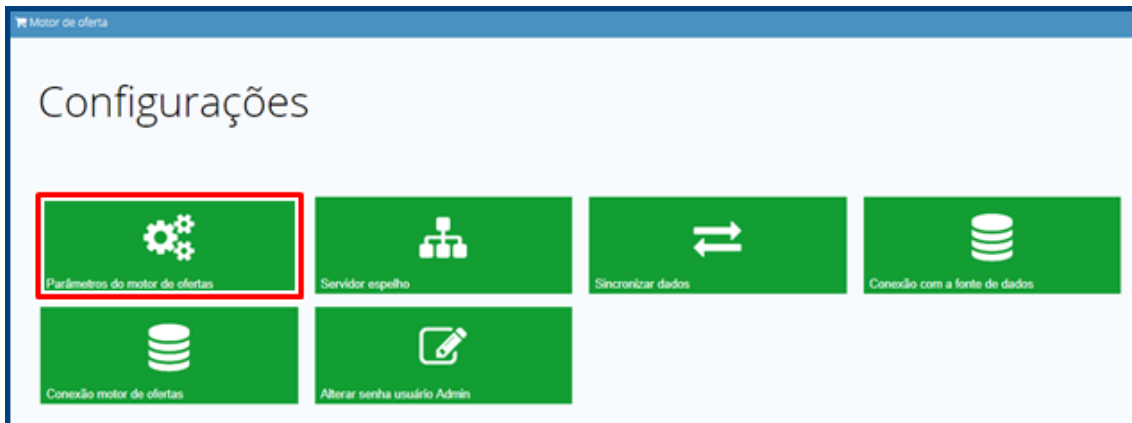 Motor de oferta
Configurações
Parâmetros do motor de ofertas
Servidor espelho
Sincronizar dados
Conexão com a fonte de dados
Conexão motor de ofertas
Alterar senha usuário Admin